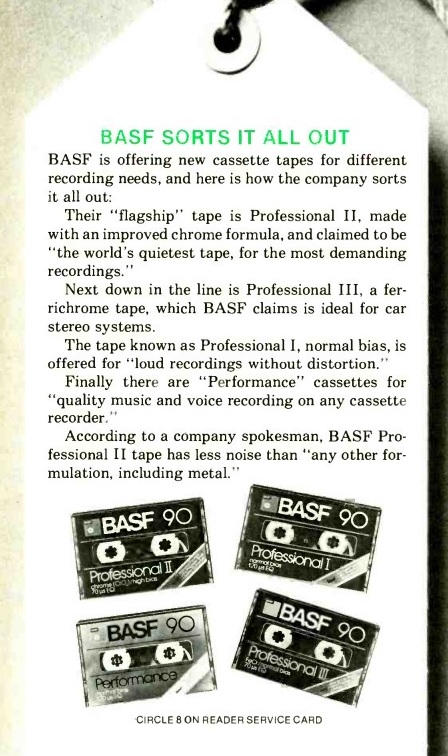 BASF SORTS IT ALL OUT
BASF is offering new cassette tapes for different
recording needs, and here is how the company sorts
it all out:
Their "flagship" tape is Professional II, made
with an improved chrome formula, and claimed to be
"the world's quietest tape, for the most demanding
recordings."
Next down in the line is Professional III, a fer-
richrome tape, which BASF claims is ideal for car
stereo systems.
The tape known as Professional I, normal bias, is
offered for "loud recordings without distortion."
Finally there are "Performance" cassettes for
"quality music and voice recording on any cassette
recorder."
According to a company spokesman, BASF Pro-
fessional II tape has less noise than "any other for-
mulation, including metal."
BASF 90
Professional II
70 µs EQ
BASF 90
Professional I
normal bias
BASF 90
Performance
BASF 90
Professional III
CIRCLE 8 ON READER SERVICE CARD